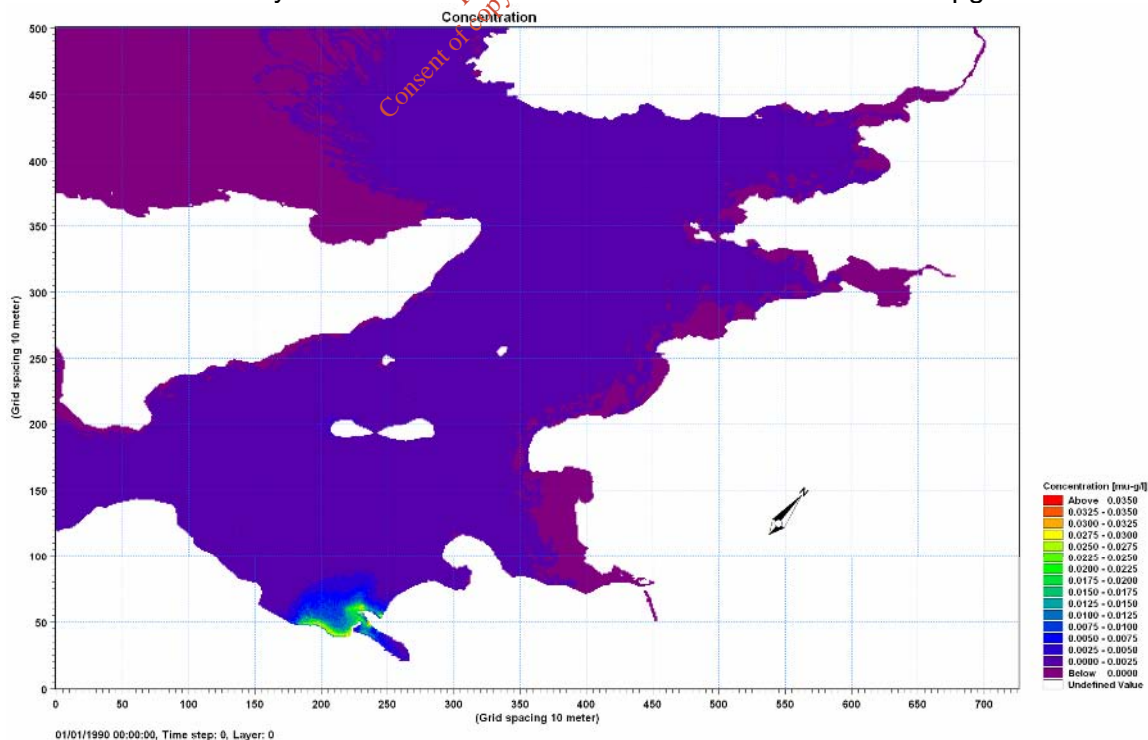 Concentration
Consent of copy
500
450
400
350
300
250
200
150
100
50
0
(Grid spacing 10 meter)
0 50 100 150 200 250 300 350 400 450 500 550 600 650 700
(Grid spacing 10 meter)
01/01/1990 00:00:00, Time step: 0, Layer: 0
N
Concentration [mu-g/l]
Above 0.0350
0.0325 - 0.0350
0.0300 - 0.0325
0.0275 - 0.0300
0.0250 - 0.0275
0.0225 - 0.0250
0.0200 - 0.0225
0.0175 - 0.0200
0.0150 - 0.0175
0.0125 - 0.0150
0.0100 - 0.0125
0.0075 - 0.0100
0.0050 - 0.0075
0.0025 - 0.0050
0.0000 - 0.0025
Below 0.0000
Undefined Value